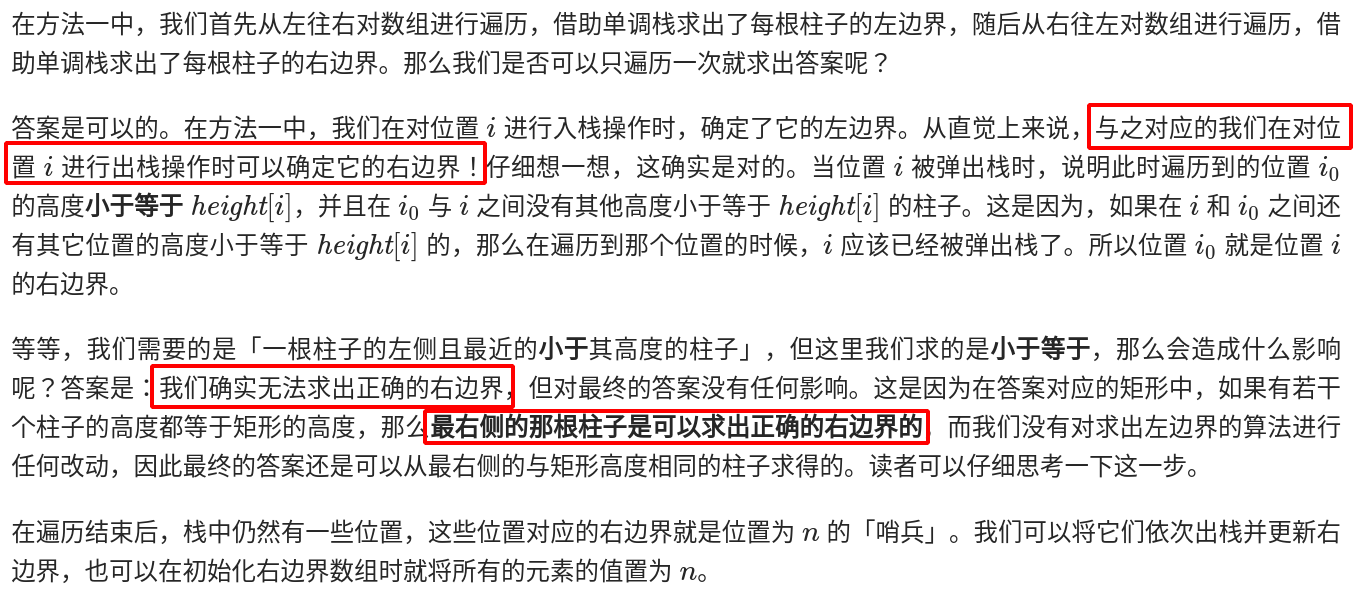 在方法一中，我们首先从左往右对数组进行遍历，借助单调栈求出了每根柱子的左边界，随后从右往左对数组进行遍历，借
助单调栈求出了每根柱子的右边界。那么我们是否可以只遍历一次就求出答案呢？
答案是可以的。在方法一中，我们在对位置 i 进行入栈操作时，确定了它的左边界。从直觉上来说，与之对应的我们在对位
置 i 进行出栈操作时可以确定它的右边界！仔细想一想，这确实是对的。当位置 i 被弹出栈时，说明此时遍历到的位置 i₀
的高度小于等于 height[i]，并且在 i₀ 与 i 之间没有其他高度小于等于 height[i] 的柱子。这是因为，如果在 i 和 i₀ 之间还
有其它位置的高度小于等于 height[i] 的，那么在遍历到那个位置的时候，i 应该已经被弹出栈了。所以位置 i₀ 就是位置 i
的右边界。
等等，我们需要的是「一根柱子的左侧且最近的小于其高度的柱子」，但这里我们求的是小于等于，那么会造成什么影响
呢？答案是：我们确实无法求出正确的右边界，但对最终的答案没有任何影响。这是因为在答案对应的矩形中，如果有若干
个柱子的高度都等于矩形的高度，那么最右侧的那根柱子是可以求出正确的右边界的，而我们没有对求出左边界的算法进行
任何改动，因此最终的答案还是可以从最右侧的与矩形高度相同的柱子求得的。读者可以仔细思考一下这一步。
在遍历结束后，栈中仍然有一些位置，这些位置对应的右边界就是位置为 n 的「哨兵」。我们可以将它们依次出栈并更新右
边界，也可以在初始化右边界数组时就将所有的元素的值置为 n。